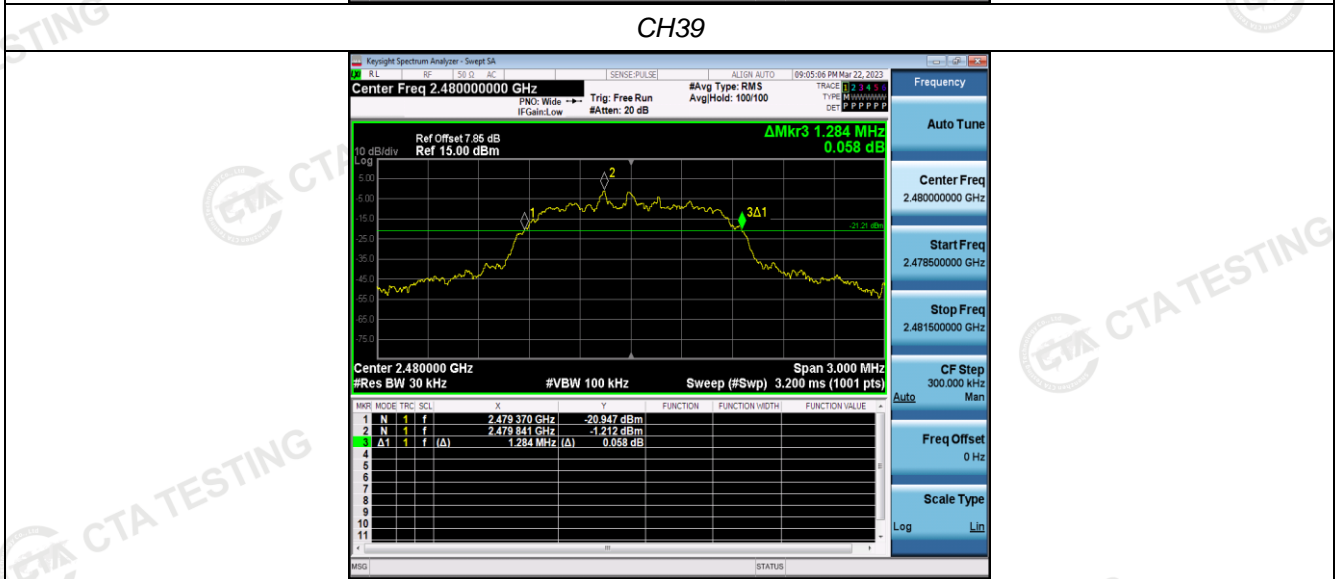 CH39
Keysight Spectrum Analyzer - Swept SA
RL RF 50 Ω AC SENSE:PULSE ALIGN AUTO 09:05:06 PM Mar 22, 2023
Center Freq 2.480000000 GHz
PNO: Wide
IFGain:Low
Trig: Free Run
#Atten: 20 dB
#Avg Type: RMS
Avg|Hold: 100/100
TRACE 1 2 3 4 5 6
TYPE M W W W W W
DET P P P P P P
Frequency
Auto Tune
Center Freq
2.480000000 GHz
Start Freq
2.478500000 GHz
Stop Freq
2.481500000 GHz
CF Step
300.000 kHz
Auto Man
Freq Offset
0 Hz
Scale Type
Log Lin
ΔMkr3 1.284 MHz
0.058 dB
Ref Offset 7.85 dB
10 dB/div Ref 15.00 dBm
Log
5.00
-5.00
-15.0
-25.0
-35.0
-45.0
-55.0
-65.0
-75.0
1
2
3Δ1
-21.21 dBm
Center 2.480000 GHz Span 3.000 MHz
#Res BW 30 kHz #VBW 100 kHz Sweep (#Swp) 3.200 ms (1001 pts)
MKR MODE TRC SCL X Y FUNCTION FUNCTION WIDTH FUNCTION VALUE
1 N 1 f 2.479 370 GHz -20.947 dBm
2 N 1 f 2.479 841 GHz -1.212 dBm
3 Δ1 1 f (Δ) 1.284 MHz (Δ) 0.058 dB
4
5
6
7
8
9
10
11
MSG STATUS
STING
CTA
CTA TESTING
CTA TESTING